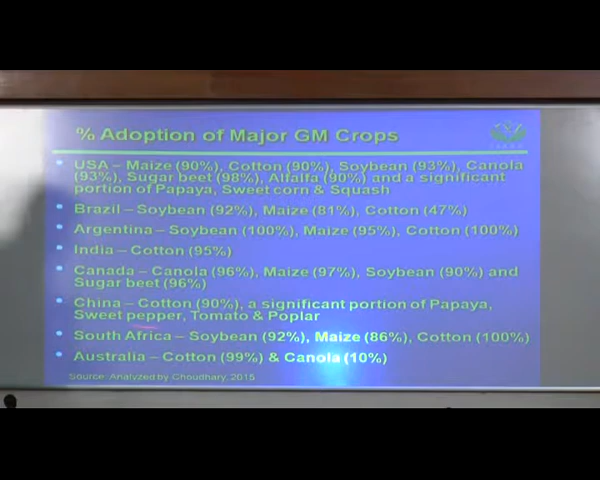 % Adoption of Major GM Crops
USA – Maize (90%), Cotton (90%), Soybean (93%), Canola
(93%), Sugar beet (98%), Alfalfa (90%) and a significant
portion of Papaya, Sweet corn & Squash
Brazil – Soybean (92%), Maize (81%), Cotton (47%)
Argentina – Soybean (100%), Maize (95%), Cotton (100%)
India – Cotton (95%)
Canada – Canola (96%), Maize (97%), Soybean (90%) and
Sugar beet (96%)
China – Cotton (90%), a significant portion of Papaya,
Sweet pepper, Tomato & Poplar
South Africa – Soybean (92%), Maize (86%), Cotton (100%)
Australia – Cotton (99%) & Canola (10%)
Source: Analyzed by Choudhary, 2015